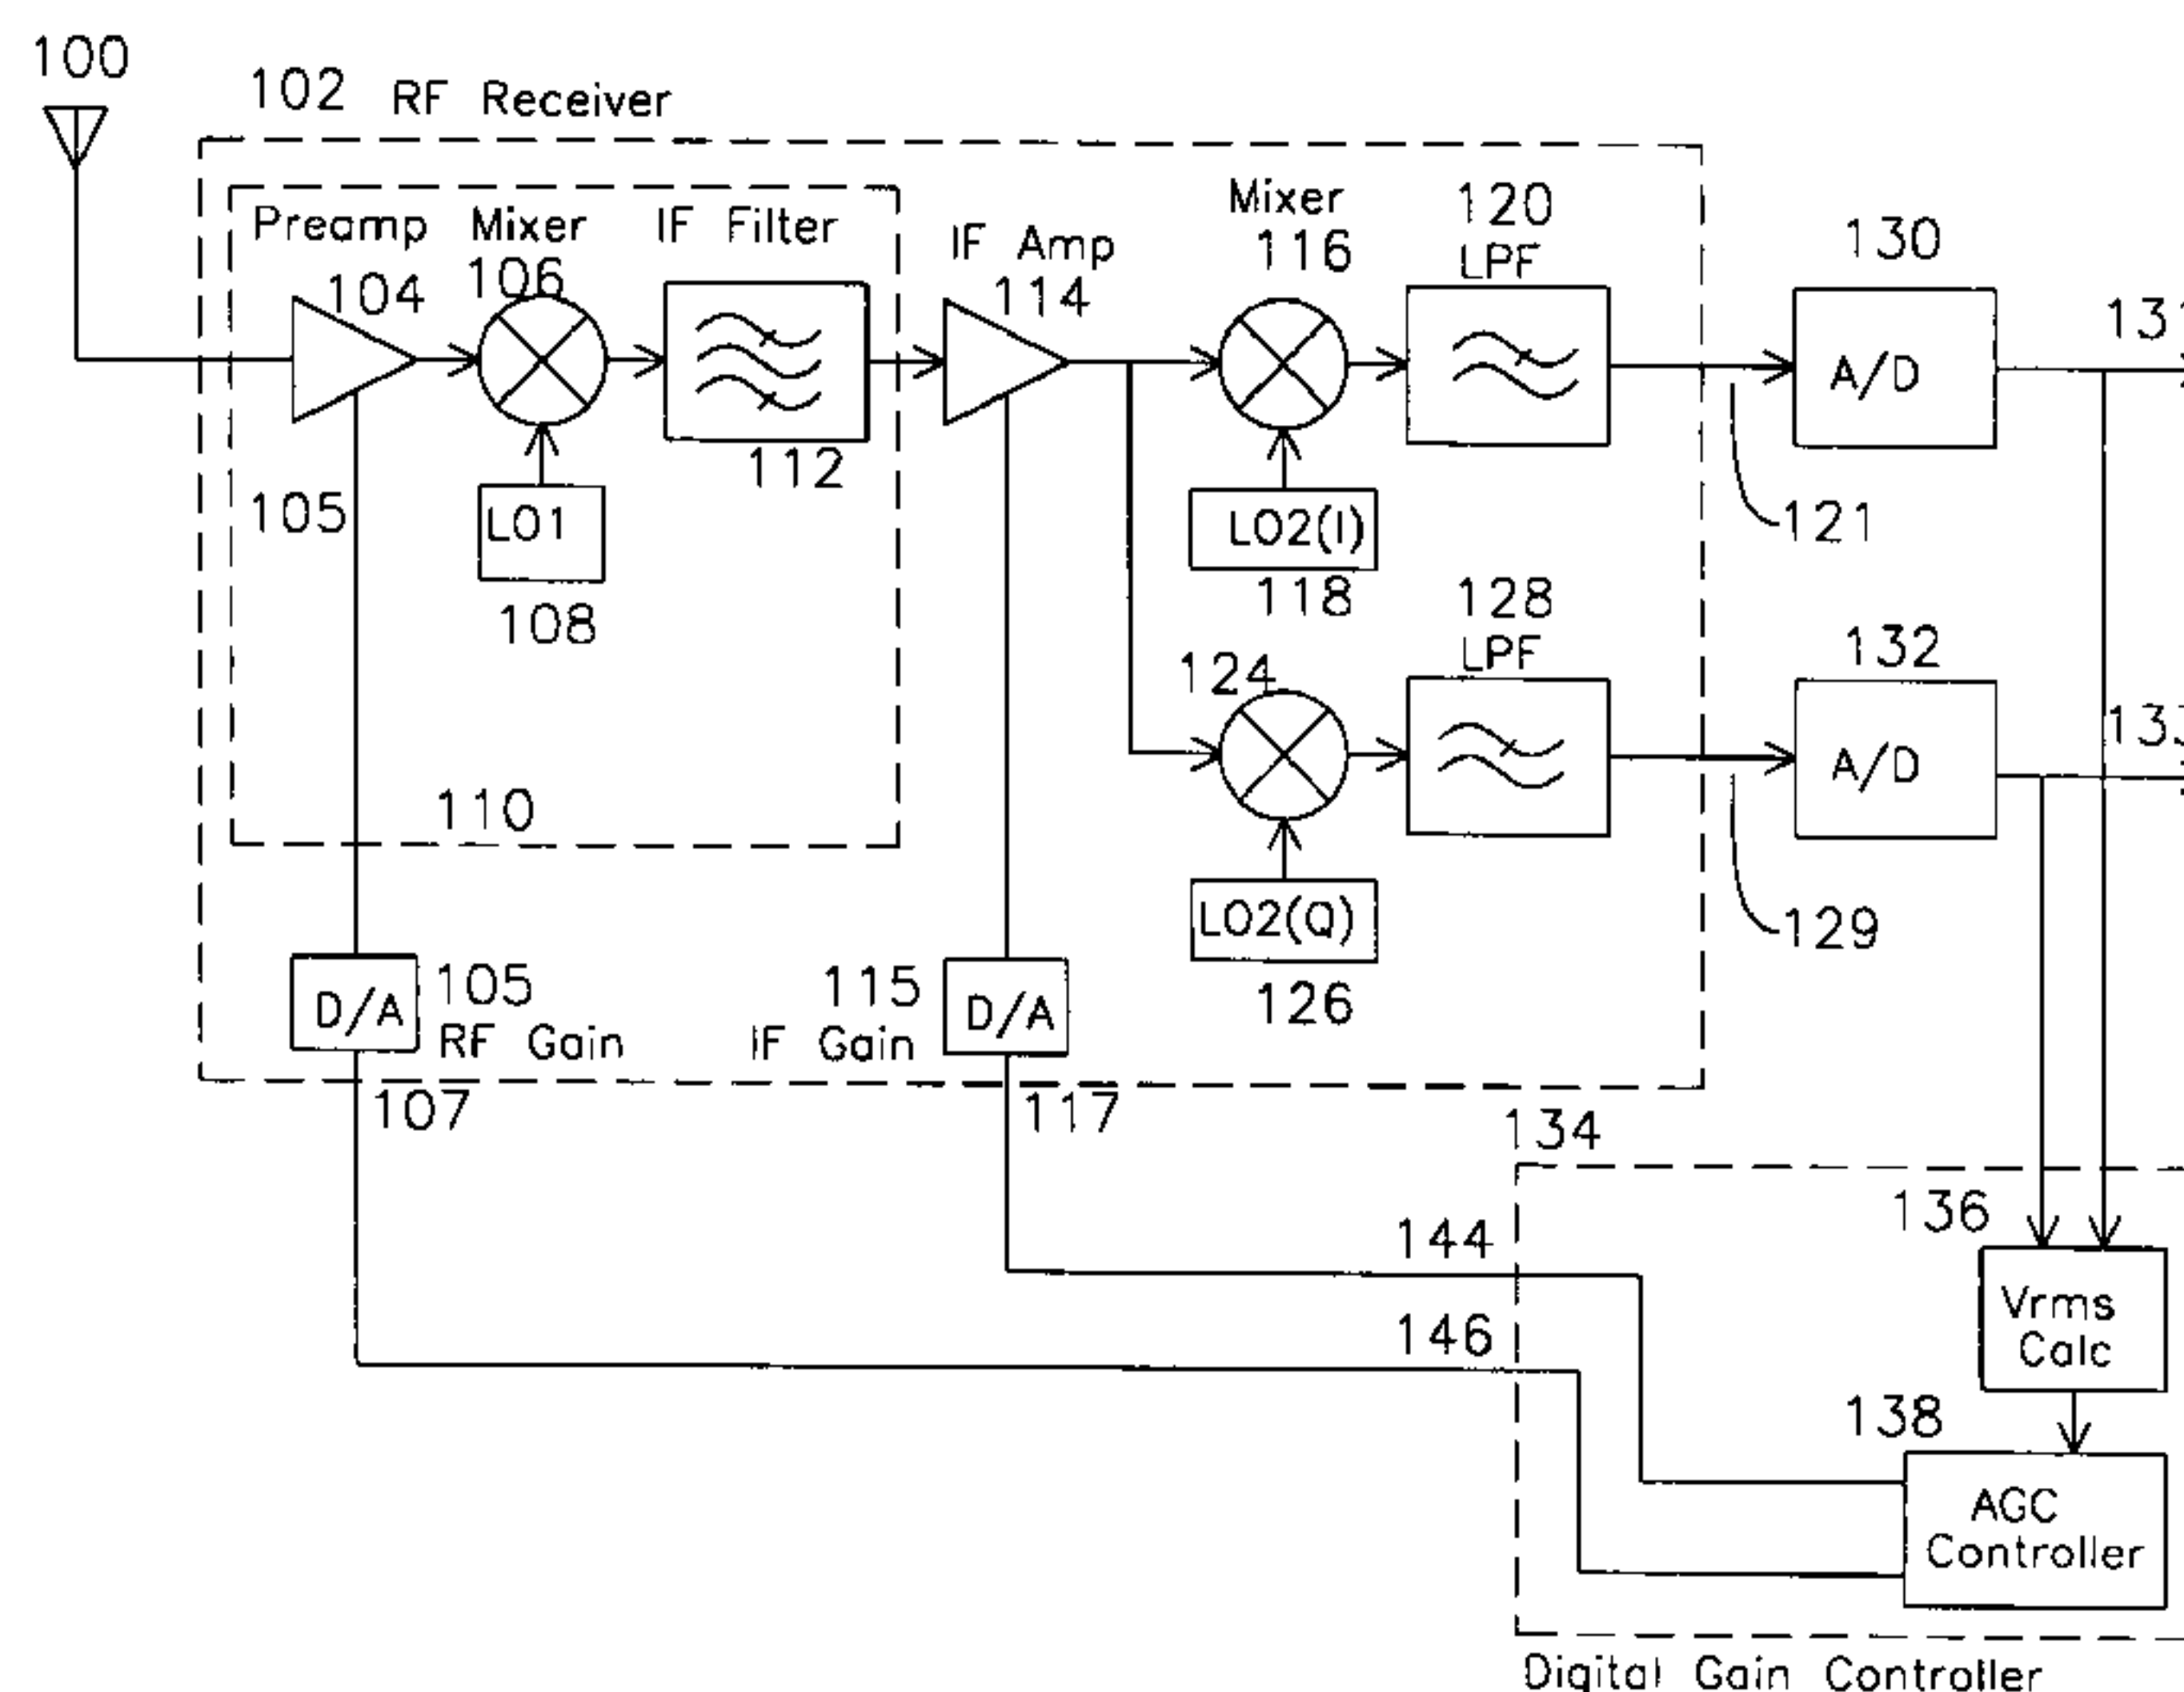 100
102 RF Receiver
Preamp Mixer IF Filter
104
106
112
105
LO1
108
110
IF Amp
114
Mixer
116
LO2(I)
118
120
LPF
121
130
A/D
124
LO2(Q)
126
128
LPF
129
132
A/D
D/A
105
RF Gain
107
115
IF Gain
D/A
117
134
144
146
136
Vrms
Calc
138
AGC
Controller
Digital Gain Controller